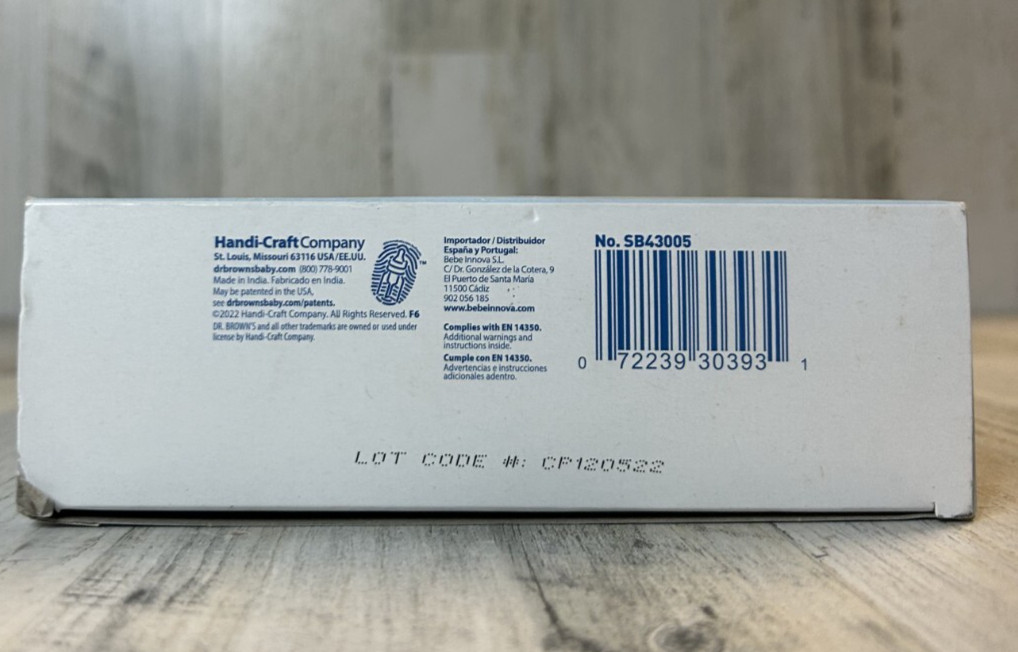 Handi-Craft Company
St. Louis, Missouri 63116 USA/EE.UU.
drbrownsbaby.com (800) 778-9001
Made in India. Fabricado en India.
May be patented in the USA,
see drbrownsbaby.com/patents.
©2022 Handi-Craft Company. All Rights Reserved. F6
DR. BROWN'S and all other trademarks are owned or used under
license by Handi-Craft Company.
™
Importador / Distribuidor
España y Portugal:
Bebe Innova S.L.
C/ Dr. González de la Cotera, 9
El Puerto de Santa María
11500 Cádiz
902 056 185
www.bebeinnova.com
Complies with EN 14350.
Additional warnings and
instructions inside.
Cumple con EN 14350.
Advertencias e instrucciones
adicionales adentro.
No. SB43005
0 72239 30393 1
LOT CODE #: CP120522